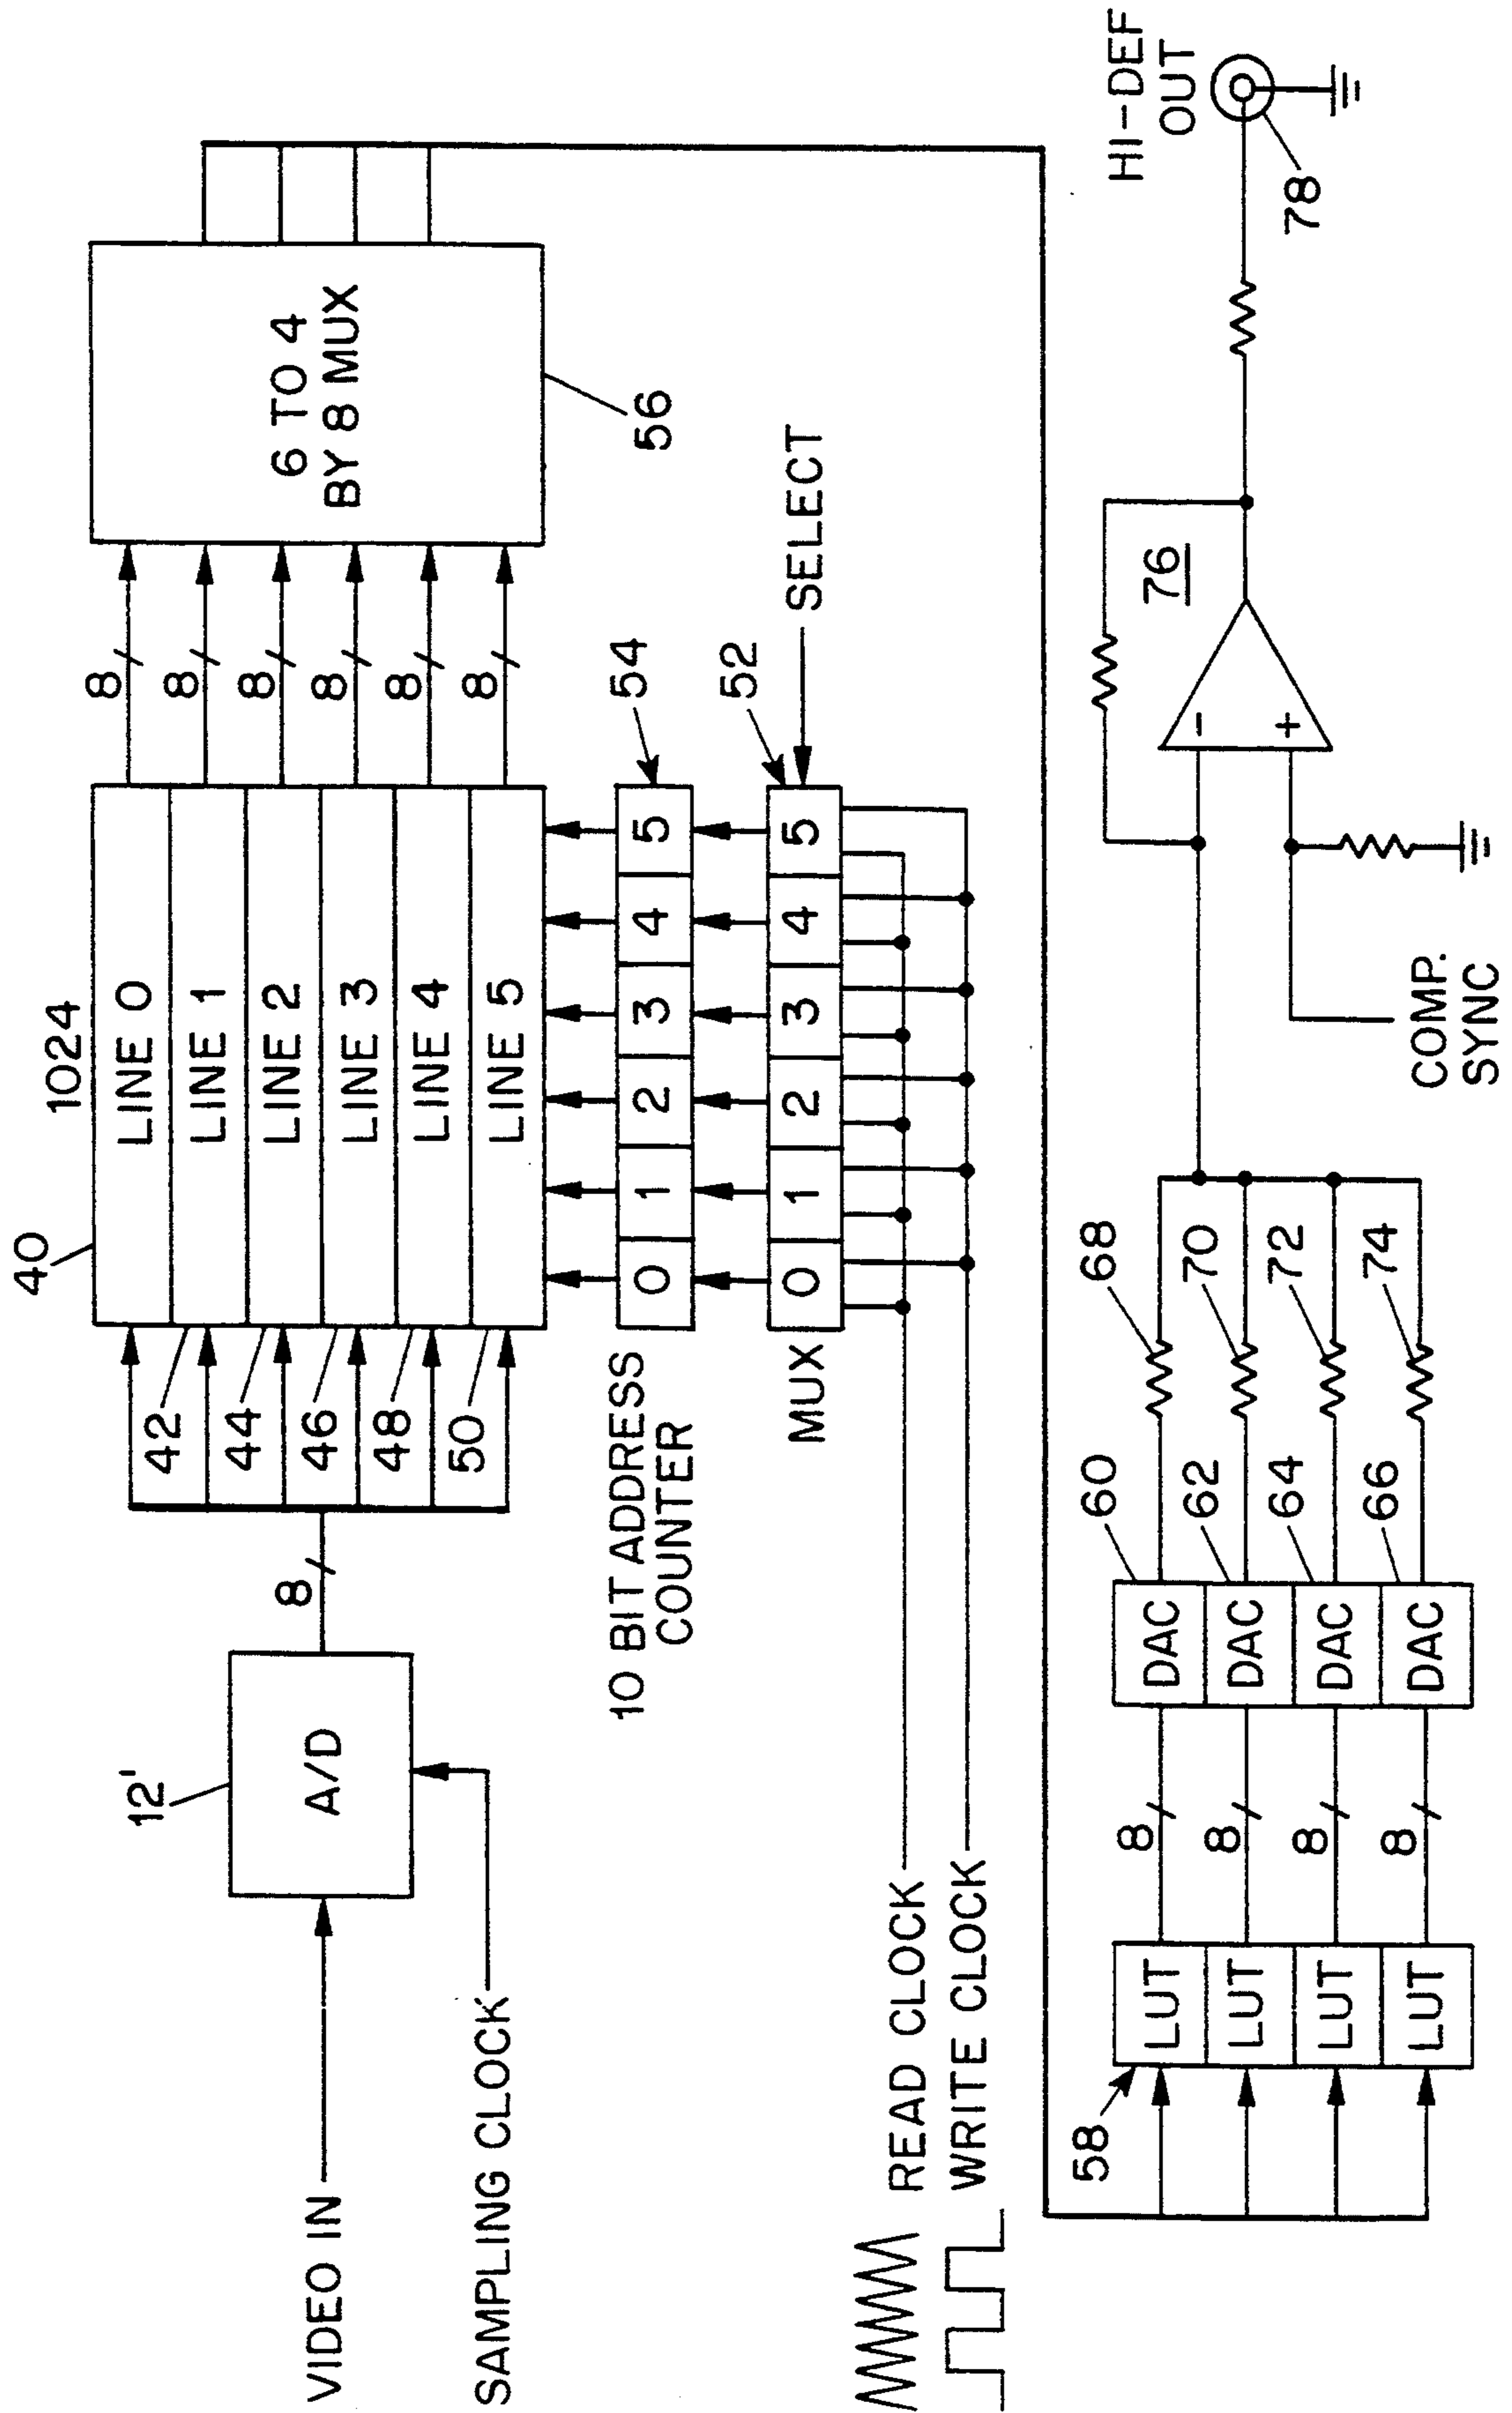 VIDEO IN
SAMPLING CLOCK
12'
A/D
8
40
1024
42
44
46
48
50
LINE 0
LINE 1
LINE 2
LINE 3
LINE 4
LINE 5
8
8
8
8
8
8
6 TO 4
BY 8 MUX
56
10 BIT ADDRESS
COUNTER
0 1 2 3 4 5
54
MUX
0 1 2 3 4 5
52
SELECT
READ CLOCK
WRITE CLOCK
58
LUT
LUT
LUT
LUT
8
8
8
8
DAC
DAC
DAC
DAC
60
62
64
66
68
70
72
74
COMP.
SYNC
-
+
76
HI-DEF
OUT
78